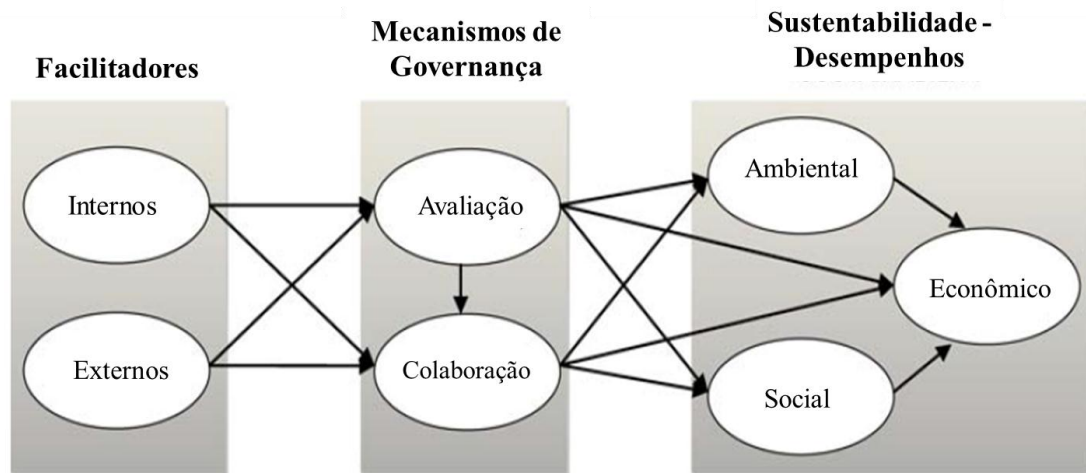 Facilitadores
Mecanismos de
Governança
Sustentabilidade -
Desempenhos
Internos
Externos
Avaliação
Colaboração
Ambiental
Econômico
Social